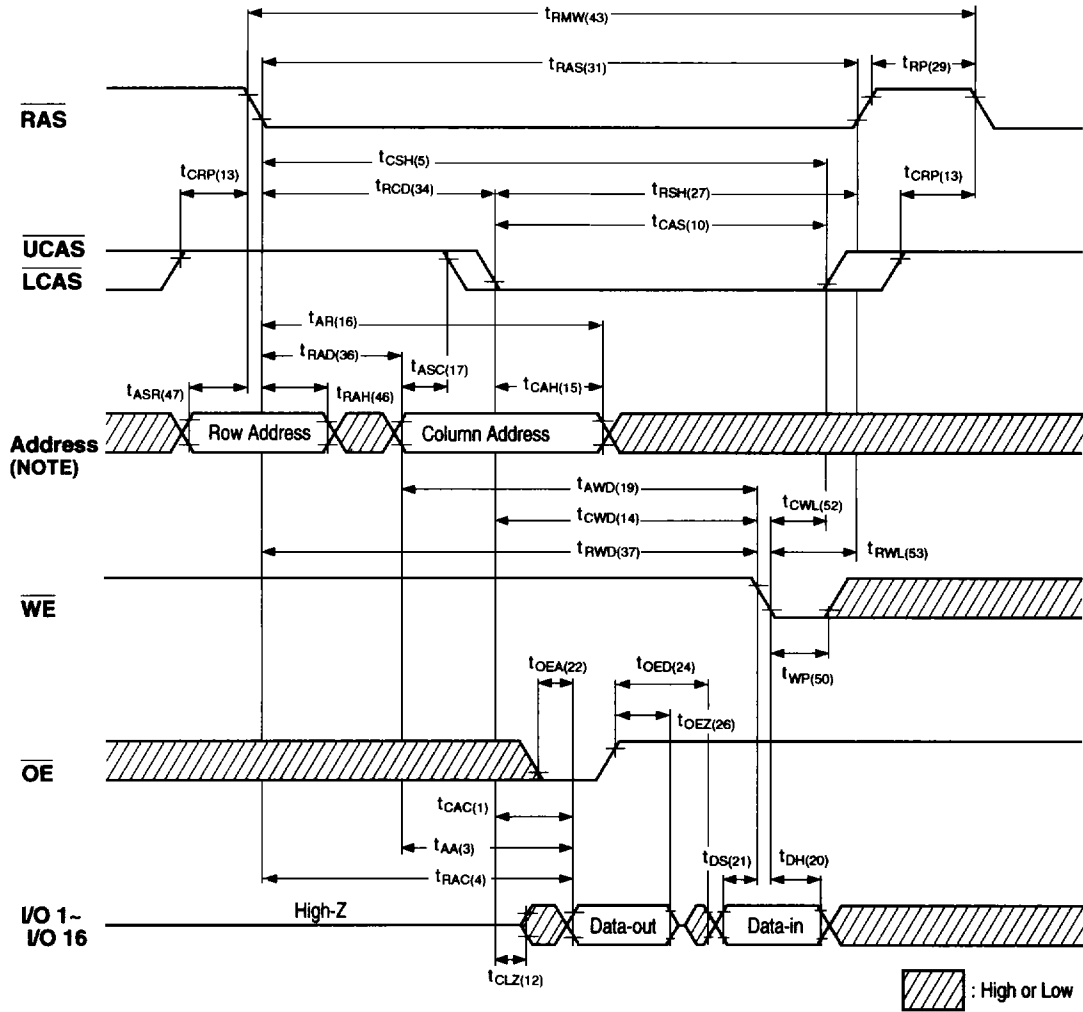 tRMW(43)
tRAS(31)
tRP(29)
RAS
tCSH(5)
tCRP(13)
tRCD(34)
tRSH(27)
tCRP(13)
tCAS(10)
UCAS
LCAS
tAR(16)
tRAD(36)
tASC(17)
tASR(47)
tRAH(46)
tCAH(15)
Row Address
Column Address
Address
(NOTE)
tAWD(19)
tCWL(52)
tCWD(14)
tRWD(37)
tRWL(53)
WE
tWP(50)
tOEA(22)
tOED(24)
tOEZ(26)
OE
tCAC(1)
tAA(3)
tDS(21)
tDH(20)
tRAC(4)
I/O 1~
I/O 16
High-Z
Data-out
Data-in
tCLZ(12)
: High or Low